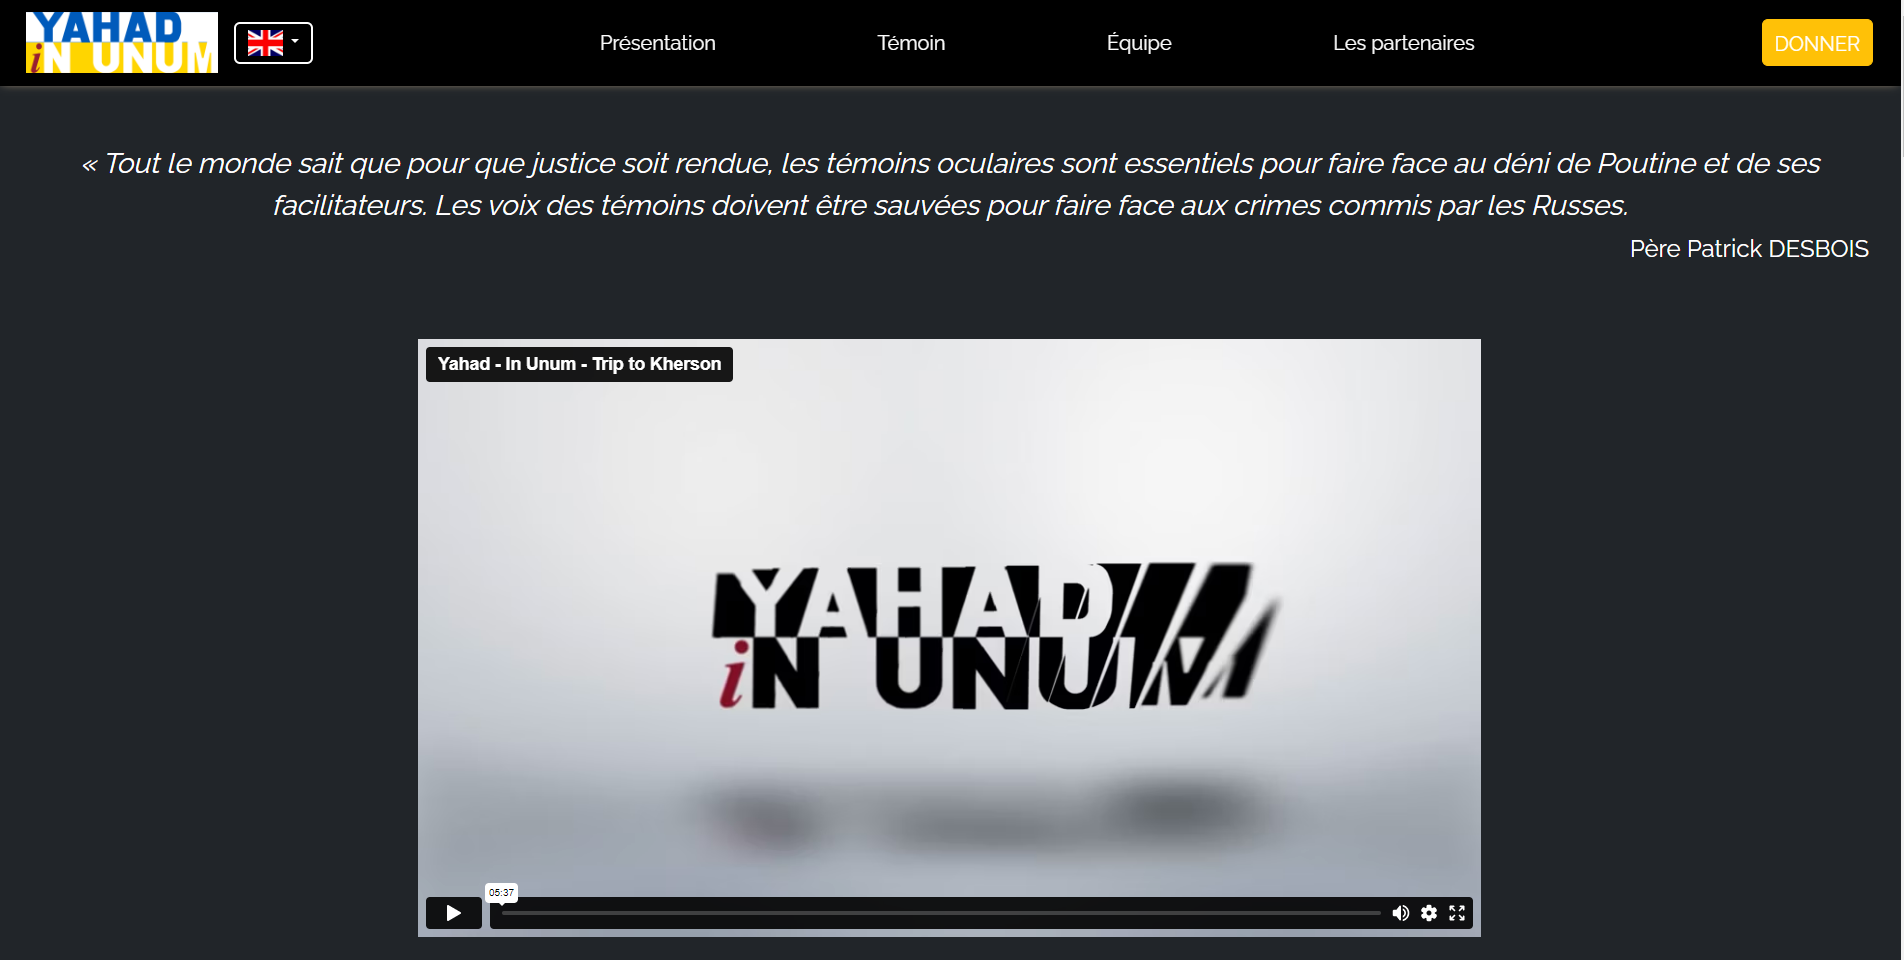 YAHAD
iN UNUM
Présentation
Témoin
Équipe
Les partenaires
DONNER
« Tout le monde sait que pour que justice soit rendue, les témoins oculaires sont essentiels pour faire face au déni de Poutine et de ses
facilitateurs. Les voix des témoins doivent être sauvées pour faire face aux crimes commis par les Russes.
Père Patrick DESBOIS
Yahad - In Unum - Trip to Kherson
YAHAD
iN UNUM
05:37